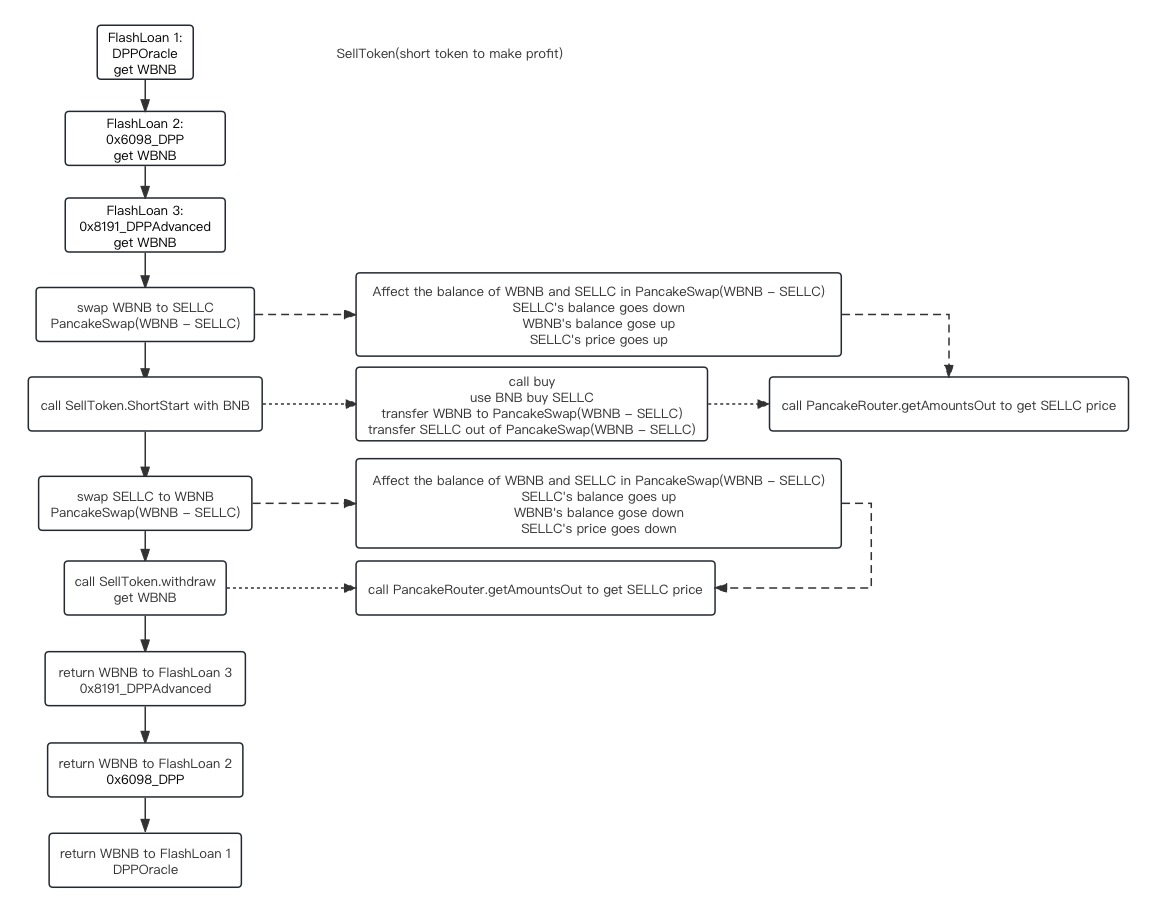 FlashLoan 1:
DPPOracle
get WBNB
SellToken(short token to make profit)
FlashLoan 2:
0x6098_DPP
get WBNB
FlashLoan 3:
0x8191_DPPAdvanced
get WBNB
swap WBNB to SELLC
PancakeSwap(WBNB - SELLC)
Affect the balance of WBNB and SELLC in PancakeSwap(WBNB - SELLC)
SELLC's balance goes down
WBNB's balance gose up
SELLC's price goes up
call SellToken.ShortStart with BNB
call buy
use BNB buy SELLC
transfer WBNB to PancakeSwap(WBNB - SELLC)
transfer SELLC out of PancakeSwap(WBNB - SELLC)
call PancakeRouter.getAmountsOut to get SELLC price
swap SELLC to WBNB
PancakeSwap(WBNB - SELLC)
Affect the balance of WBNB and SELLC in PancakeSwap(WBNB - SELLC)
SELLC's balance goes up
WBNB's balance gose down
SELLC's price goes down
call SellToken.withdraw
get WBNB
call PancakeRouter.getAmountsOut to get SELLC price
return WBNB to FlashLoan 3
0x8191_DPPAdvanced
return WBNB to FlashLoan 2
0x6098_DPP
return WBNB to FlashLoan 1
DPPOracle